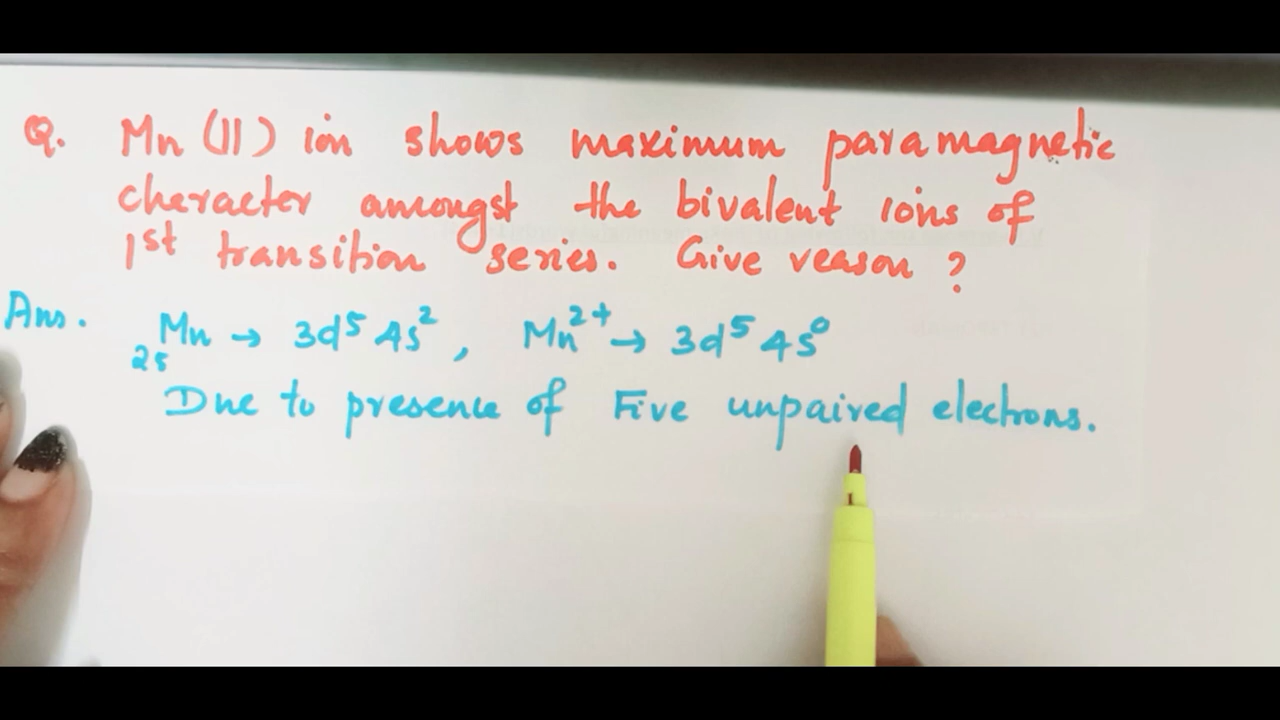 Q. Mn (II) ion shows maximum paramagnetic
character amongst the bivalent ions of
1st transition series. Give reason ?
Ans. ₂₅Mn → 3d⁵ 4s², Mn²⁺ → 3d⁵ 4s⁰
Due to presence of Five unpaired electrons.